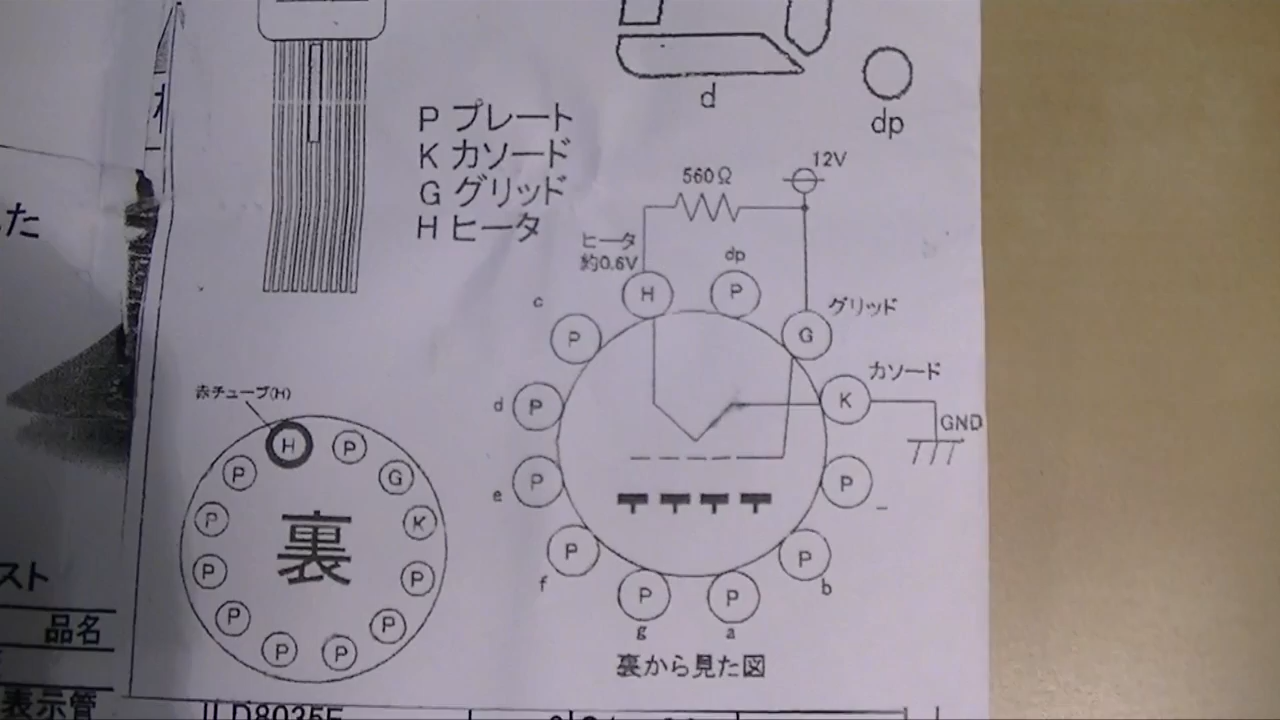 d
dp
P プレート
K カソード
G グリッド
H ヒータ
12V
560Ω
ヒータ
約0.6V
dp
H
P
c
P
G
グリッド
d
P
K
カソード
GND
e
P
P
_
f
P
P
b
P
P
g
a
裏から見た図
赤チューブ(H)
H
P
P
G
P
K
裏
P
P
P
P
P
P
た
スト
品名
表示管